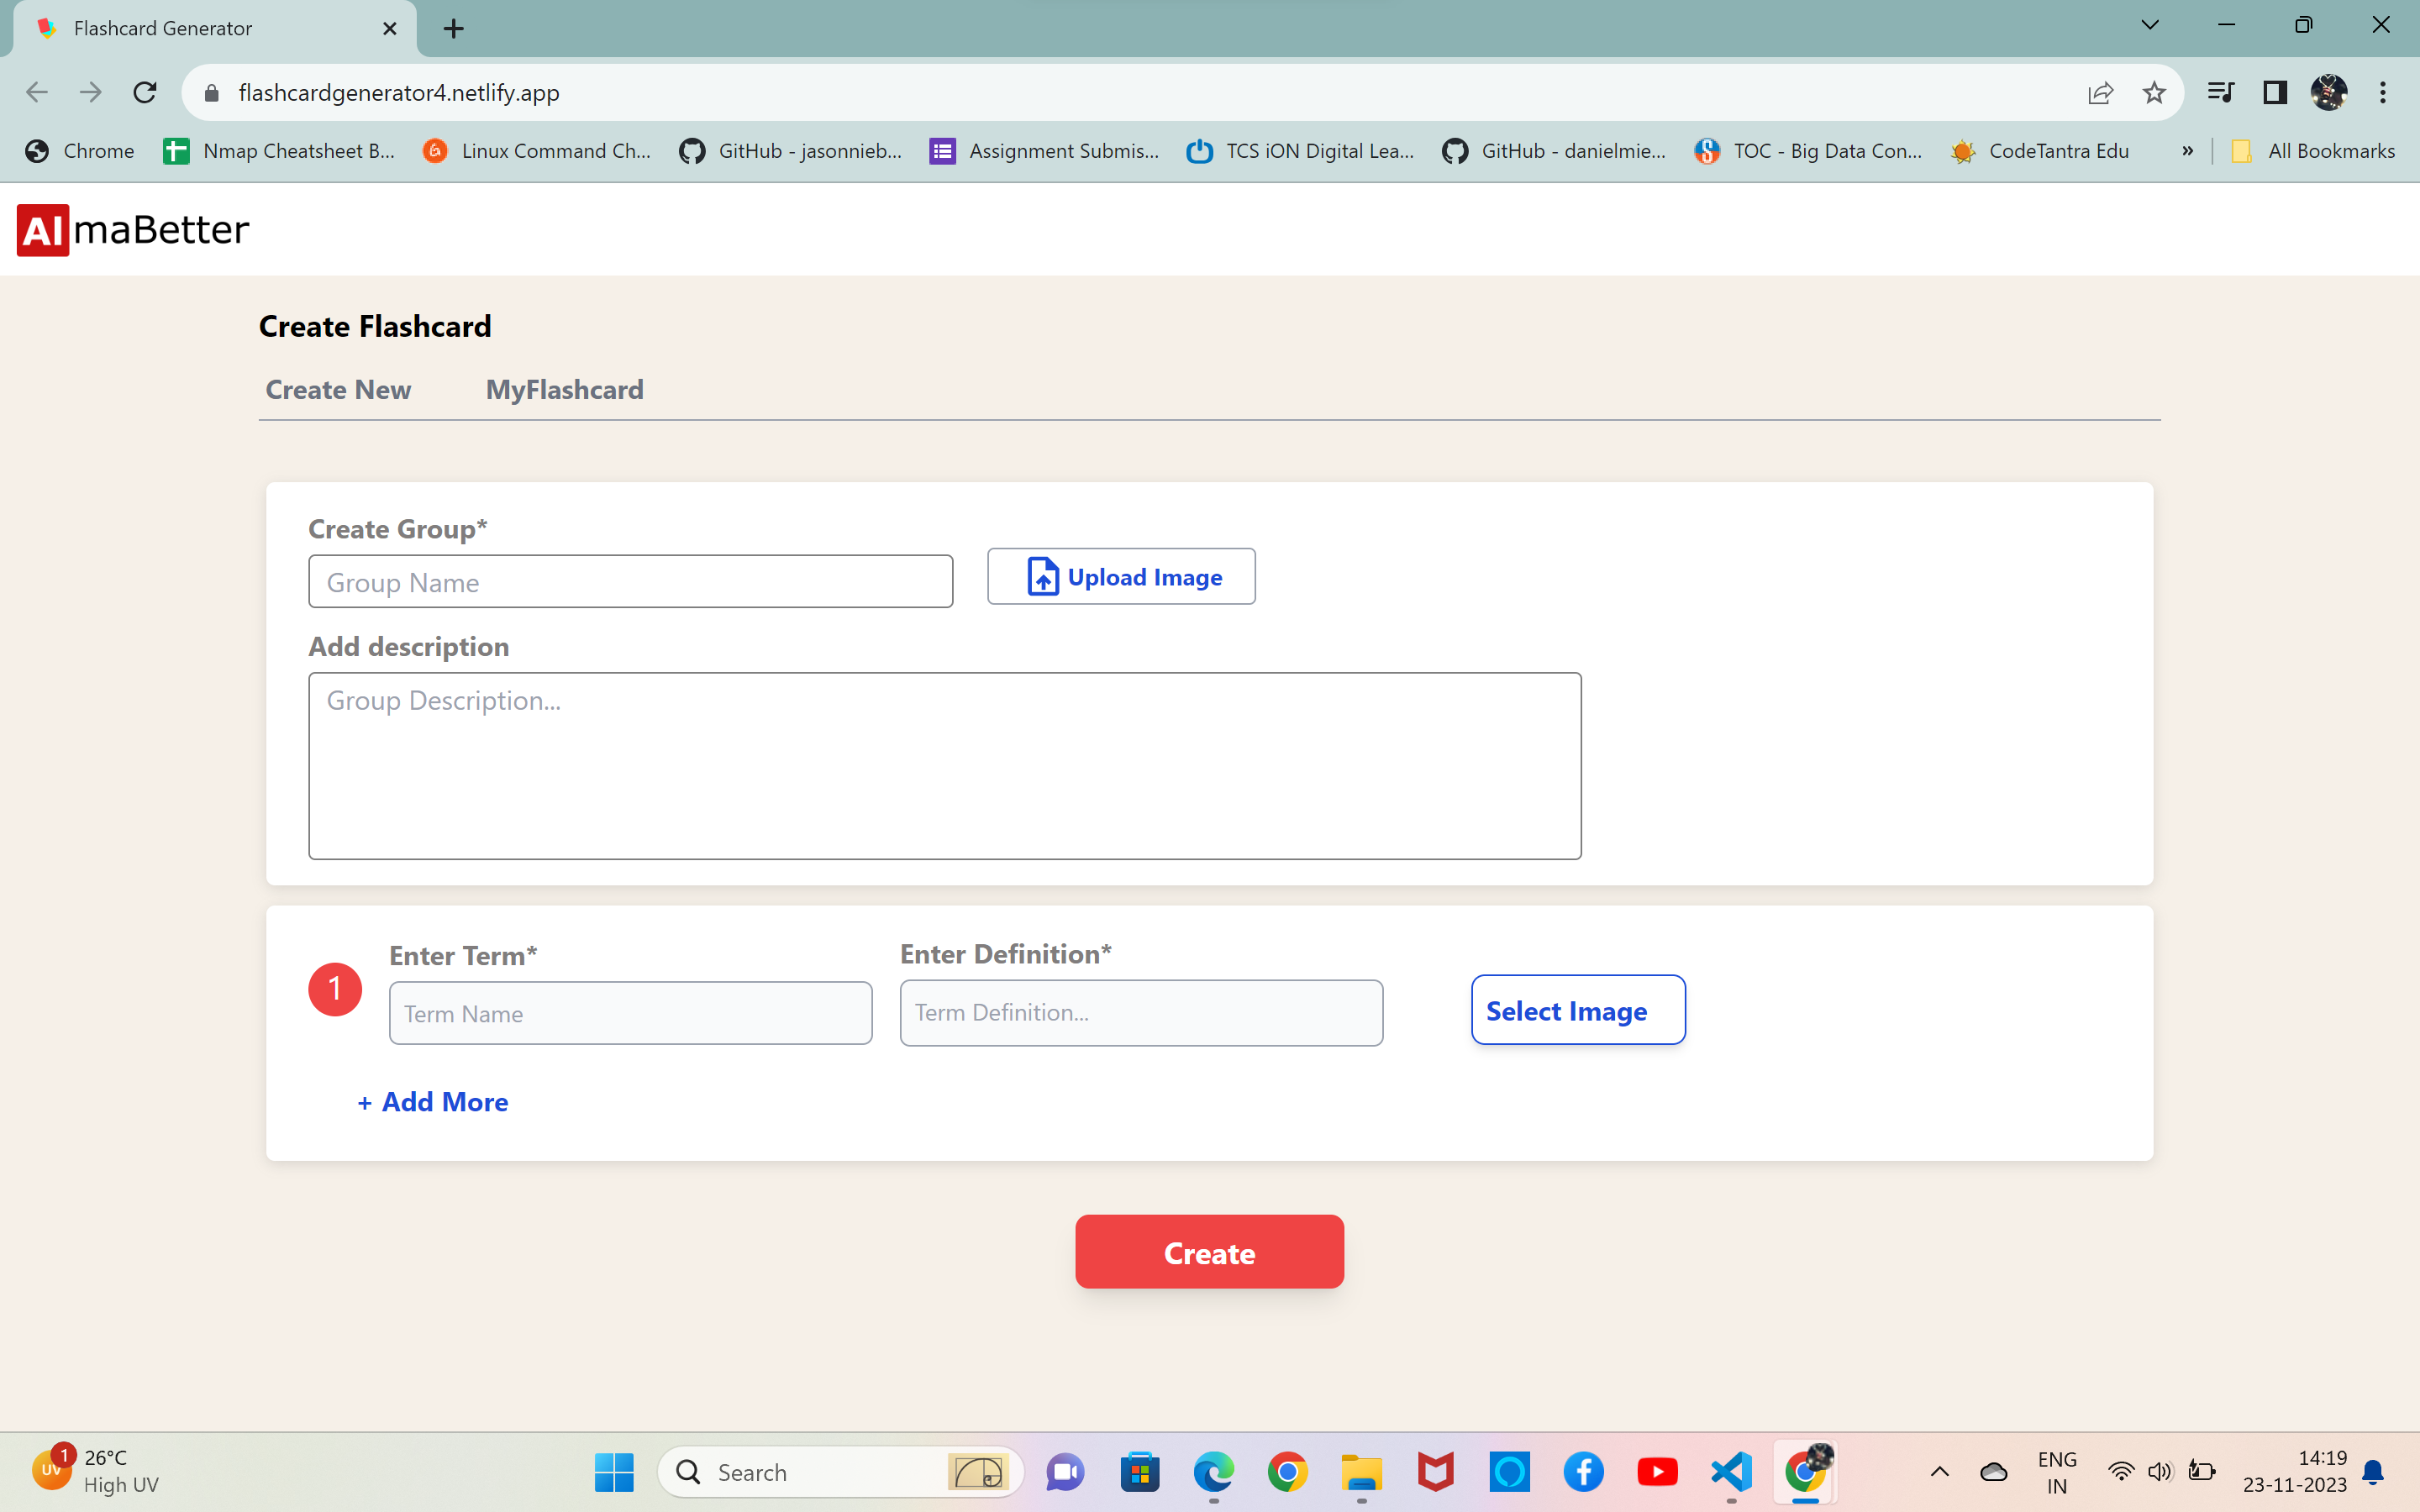 Flashcard Generator
flashcardgenerator4.netlify.app
Chrome Nmap Cheatsheet B... Linux Command Ch... GitHub - jasonnieb... Assignment Submis... TCS iON Digital Lea... GitHub - danielmie... TOC - Big Data Con... CodeTantra Edu » All Bookmarks
AlmaBetter
Create Flashcard
Create New MyFlashcard
Create Group*
Group Name Upload Image
Add description
Group Description...
Enter Term* Enter Definition*
1 Term Name Term Definition... Select Image
+ Add More
Create
1 UV 26°C Search ENG 14:19
High UV IN 23-11-2023